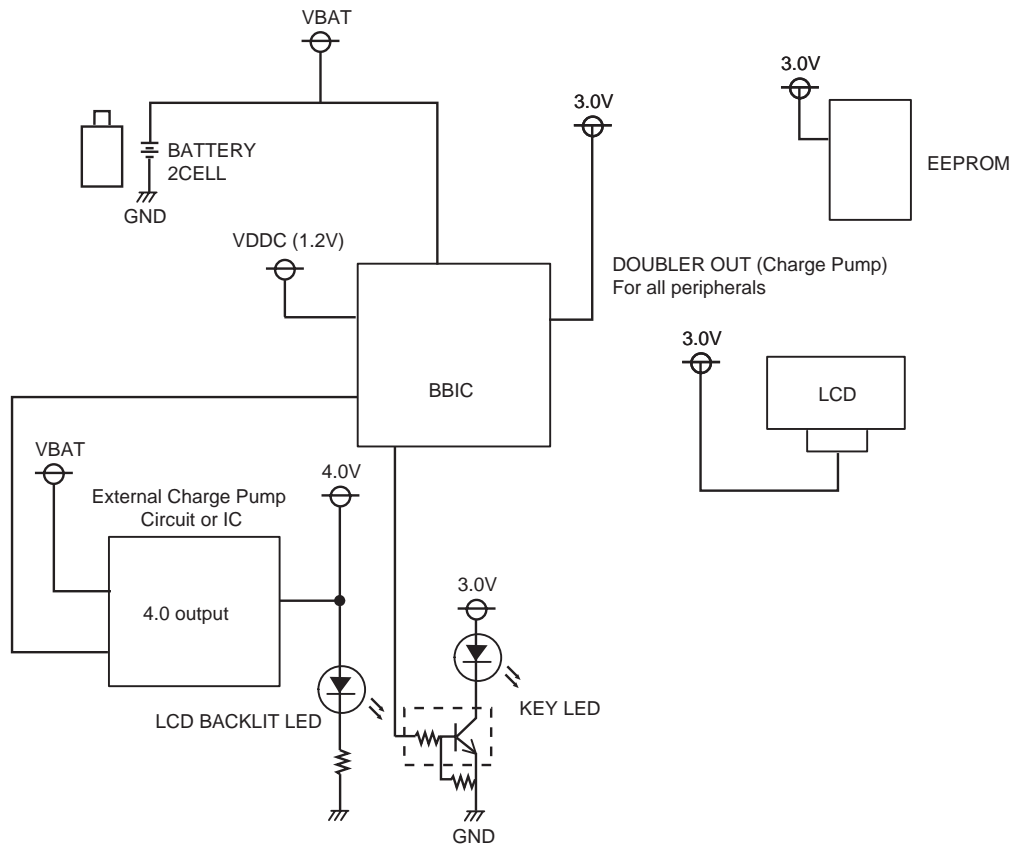 VBAT
3.0V
3.0V
BATTERY
2CELL
EEPROM
GND
VDDC (1.2V)
DOUBLER OUT (Charge Pump)
For all peripherals
3.0V
BBIC
LCD
VBAT
4.0V
External Charge Pump
Circuit or IC
3.0V
4.0 output
LCD BACKLIT LED
KEY LED
GND